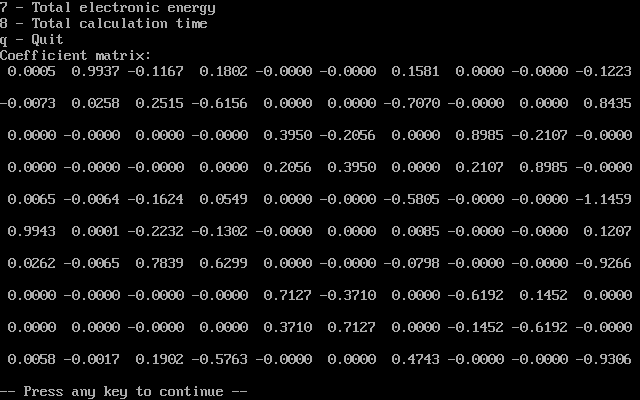 7 - Total electronic energy
8 - Total calculation time
q - Quit
Coefficient matrix:
0.0005 0.9937 -0.1167 0.1802 -0.0000 -0.0000 0.1581 0.0000 -0.0000 -0.1223
-0.0073 0.0258 0.2515 -0.6156 0.0000 0.0000 -0.7070 -0.0000 0.0000 0.8435
0.0000 -0.0000 0.0000 -0.0000 0.3950 -0.2056 0.0000 0.8985 -0.2107 -0.0000
0.0000 -0.0000 -0.0000 0.0000 0.2056 0.3950 0.0000 0.2107 0.8985 -0.0000
0.0065 -0.0064 -0.1624 0.0549 0.0000 -0.0000 -0.5805 -0.0000 -0.0000 -1.1459
0.9943 0.0001 -0.2232 -0.1302 0.0000 0.0000 0.0085 -0.0000 -0.0000 0.1207
0.0262 -0.0065 0.7839 0.6299 0.0000 -0.0000 -0.0798 -0.0000 0.0000 -0.9266
0.0000 -0.0000 -0.0000 -0.0000 0.7127 -0.3710 0.0000 -0.6192 0.1452 0.0000
0.0000 -0.0000 -0.0000 -0.0000 0.3710 0.7127 0.0000 -0.1452 -0.6192 -0.0000
0.0058 -0.0017 0.1902 -0.5763 -0.0000 0.0000 0.4743 -0.0000 -0.0000 -0.9306
-- Press any key to continue --